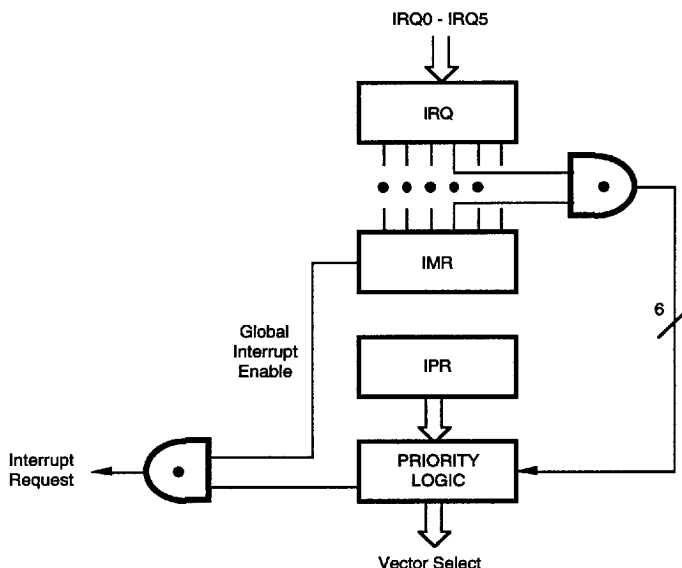 IRQ0 - IRQ5
IRQ
IMR
6
Global
Interrupt
Enable
IPR
Interrupt
Request
PRIORITY
LOGIC
Vector Select